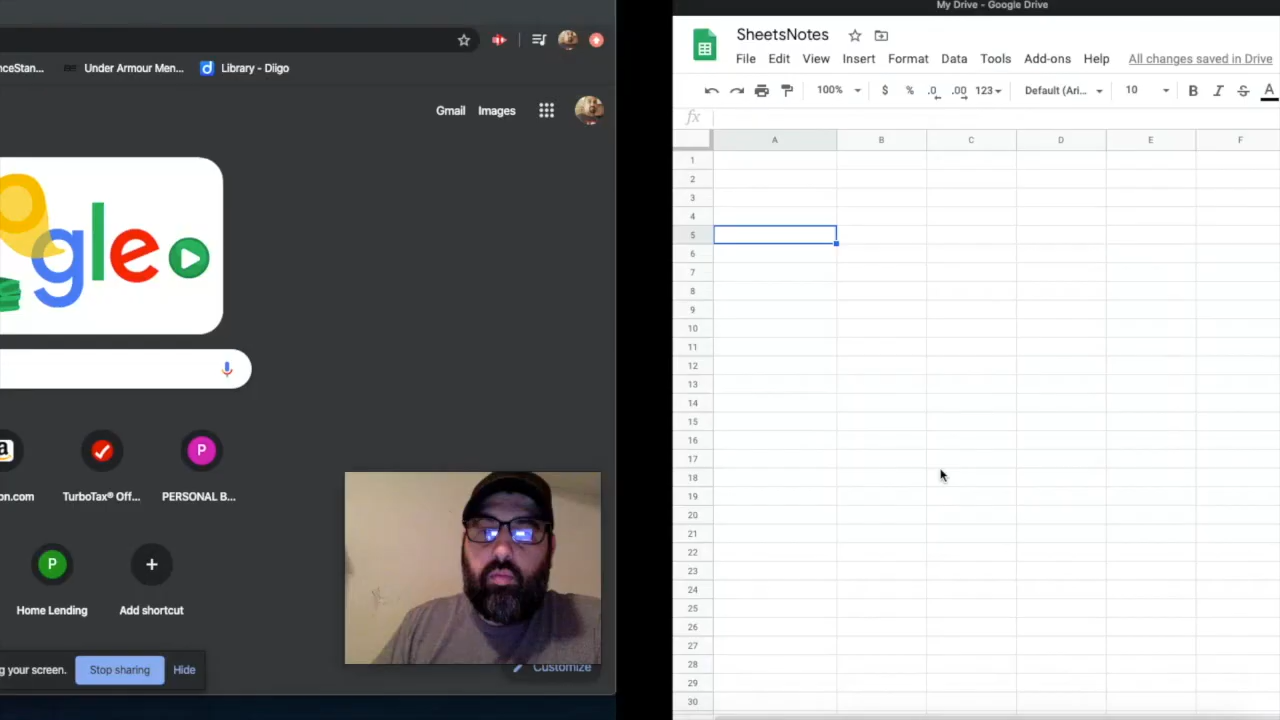 ceStan...
Under Armour Men...
Library - Diigo
Gmail
Images
gle
on.com
TurboTax® Off...
P
PERSONAL B...
P
Home Lending
+
Add shortcut
g your screen.
Stop sharing
Hide
Customize
My Drive - Google Drive
SheetsNotes
File Edit View Insert Format Data Tools Add-ons Help All changes saved in Drive
100% $ % .0 .00 123 Default (Ari... 10 B I S A
fx
A B C D E F
1
2
3
4
5
6
7
8
9
10
11
12
13
14
15
16
17
18
19
20
21
22
23
24
25
26
27
28
29
30